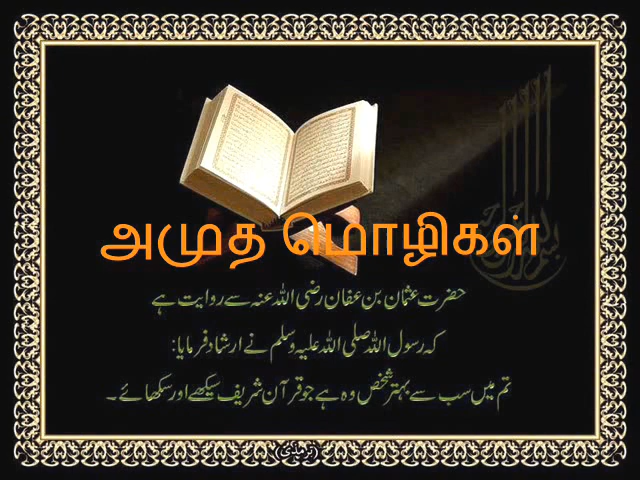 அமுத மொழிகள்
حضرت عثمان بن عفان رضی اللہ عنہ سے روایت ہے
کہ رسول اللہ صلی اللہ علیہ وسلم نے ارشاد فرمایا:
تم میں سب سے بہتر شخص وہ ہے جو قرآن شریف سیکھے اور سکھائے۔
(ترمذی)